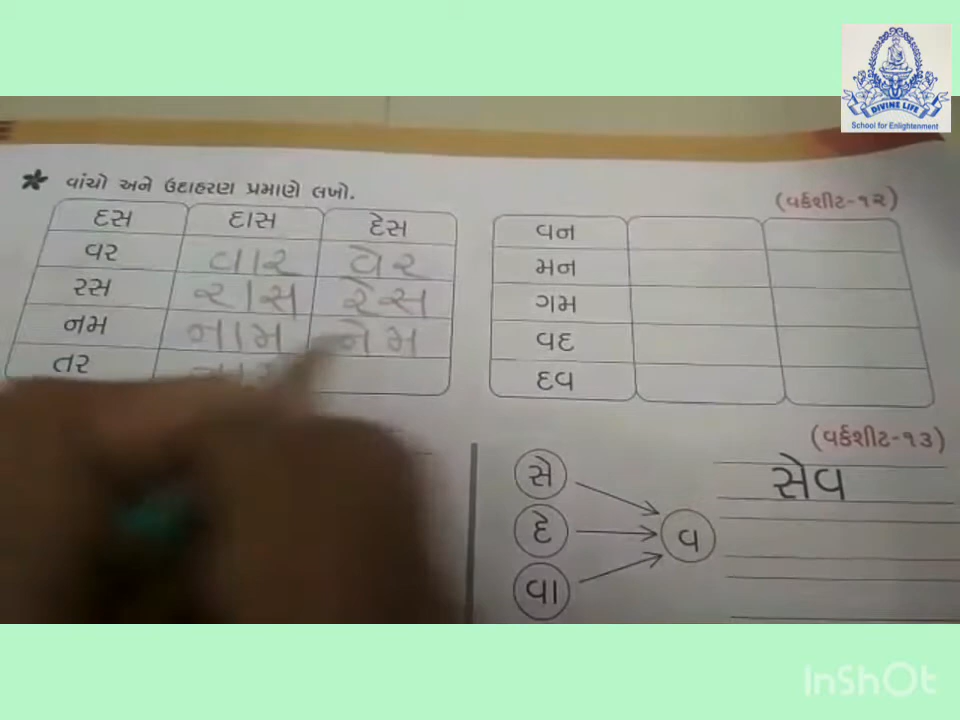 DIVINE LIFE
School for Enlightenment
વાંચો અને ઉદાહરણ પ્રમાણે લખો.
(વર્કશીટ-૧૨)
દસ દાસ દેસ
વર વાર વેર
રસ રાસ રેસ
નમ નામ નેમ
તર
વન
મન
ગમ
વદ
દવ
(વર્કશીટ-૧૩)
સે
દે
વા
વ
સેવ
InShOt